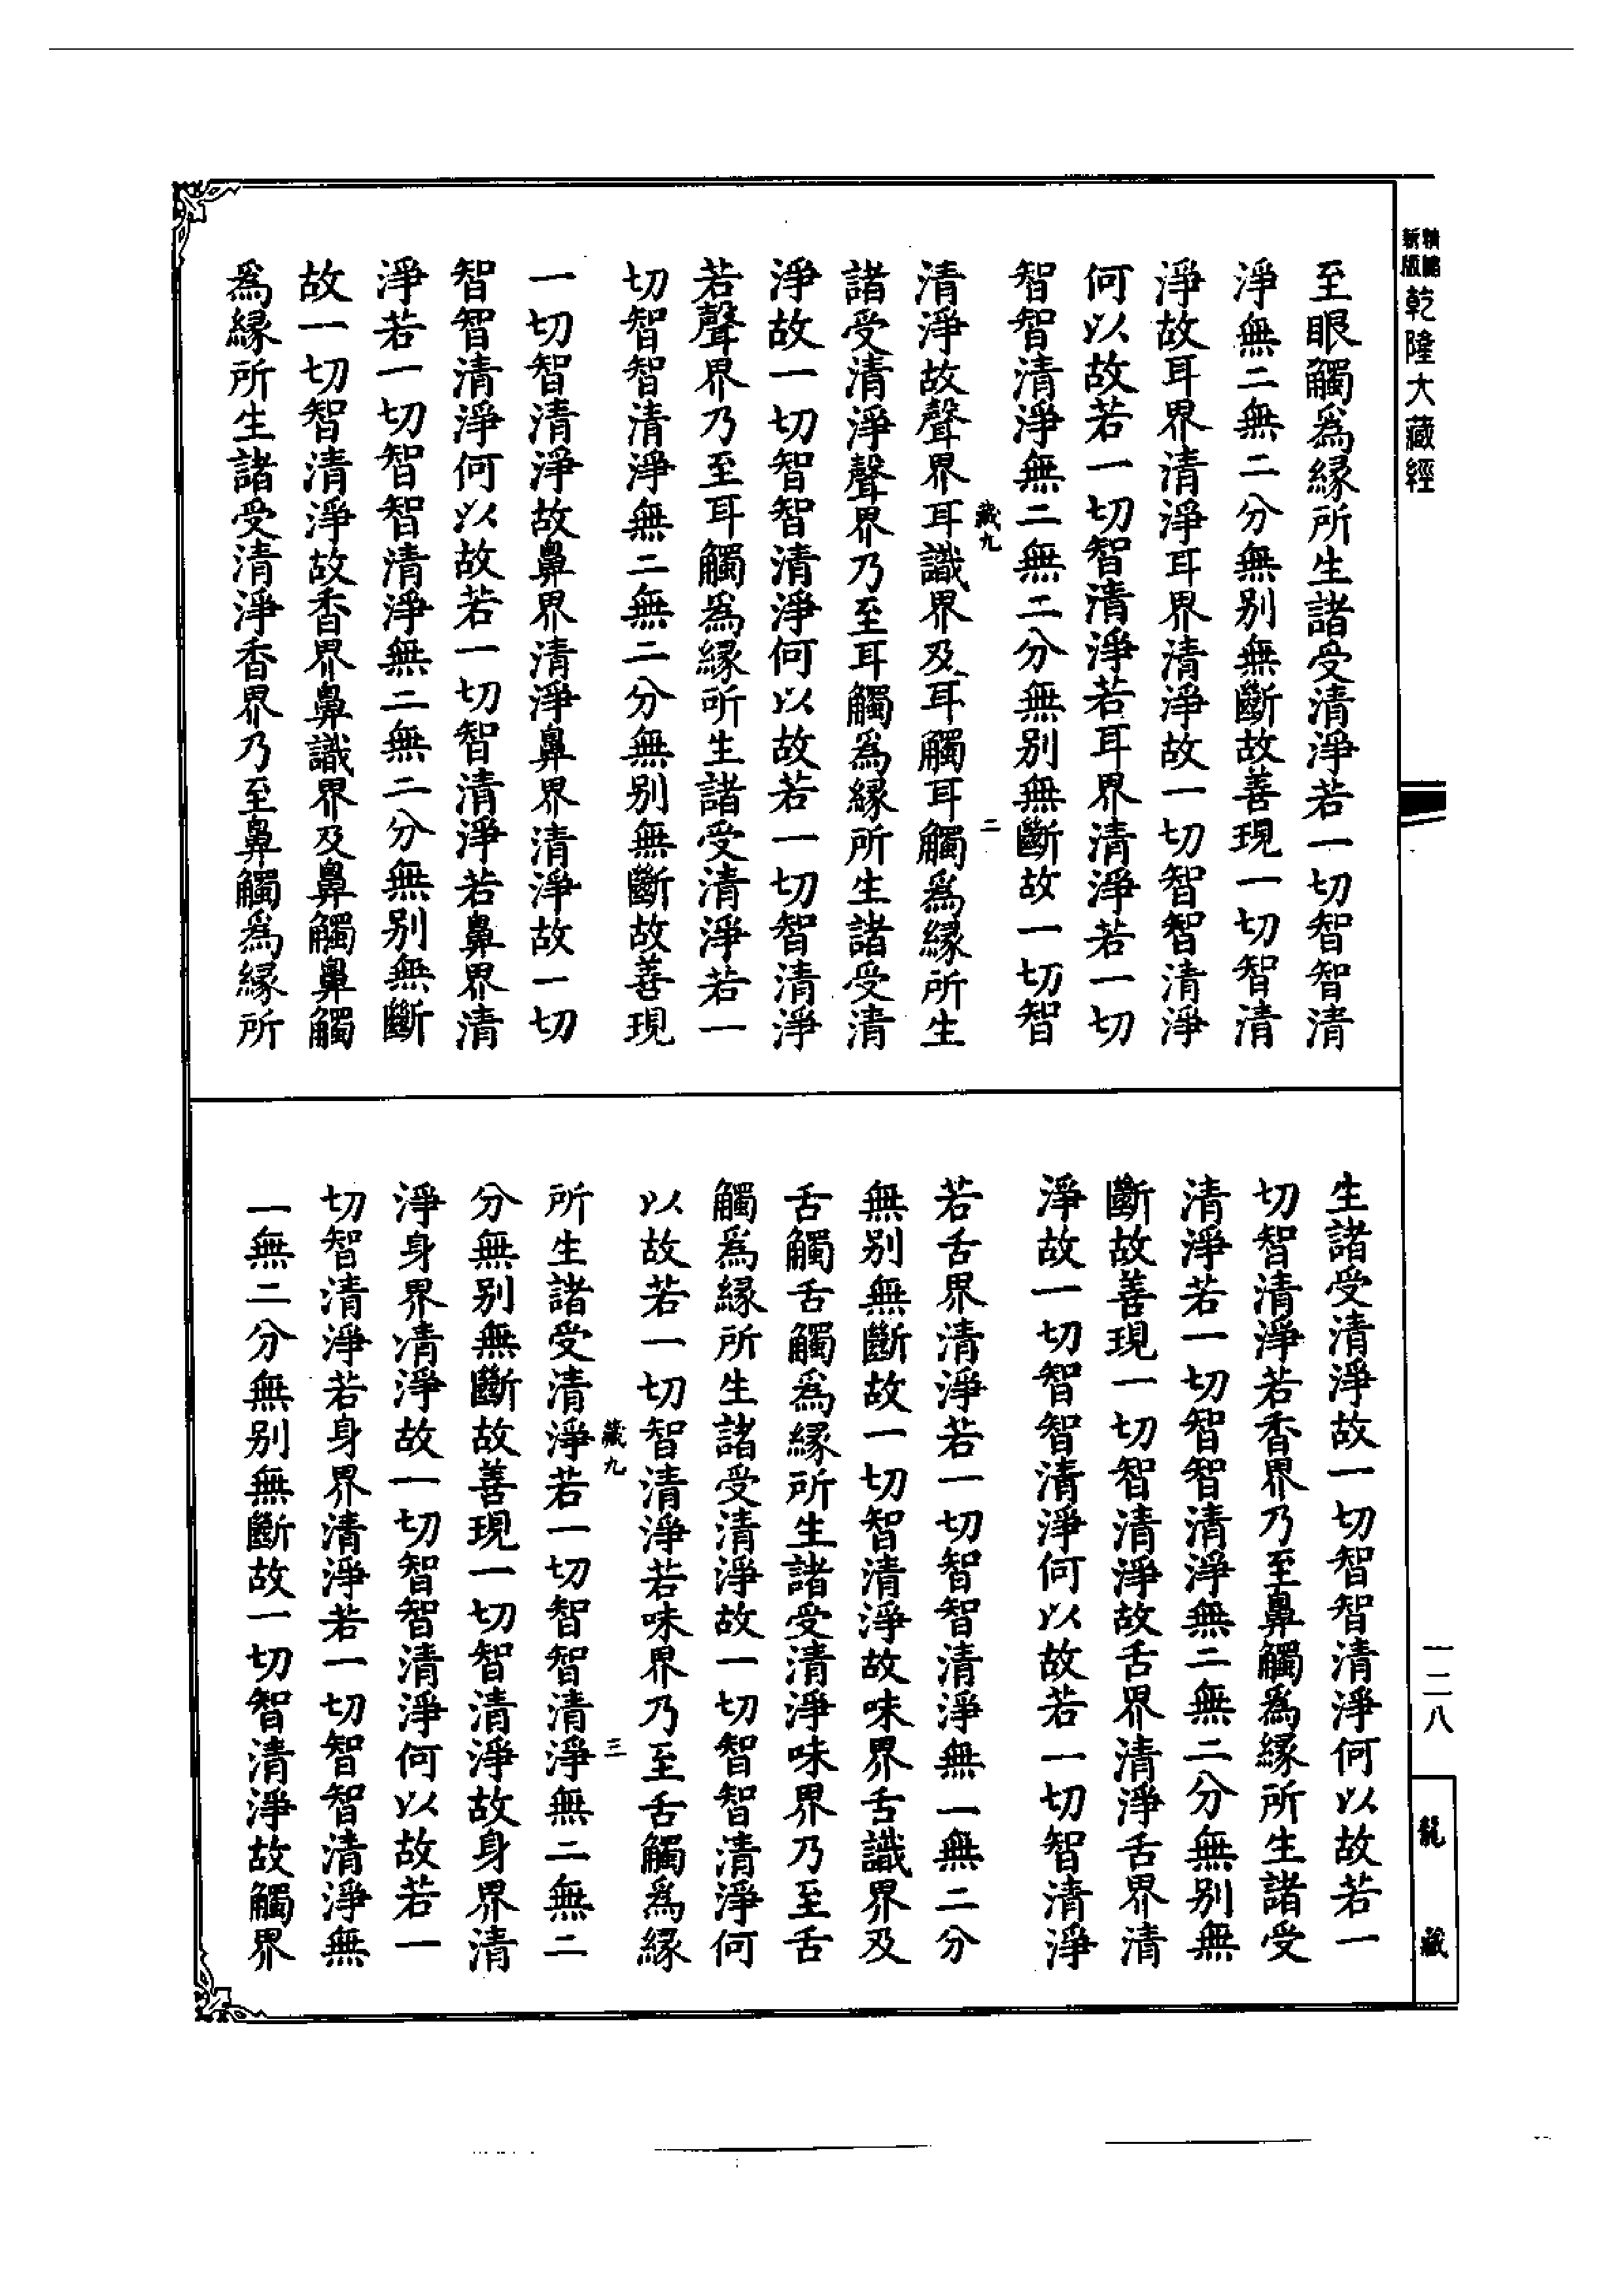 精縮
新版
乾隆大藏經
至眼觸爲縁所生諸受清淨若一切智智清
淨無二無二分無别無斷故善現一切智清
淨故耳界清淨耳界清淨故一切智智清淨
何以故若一切智清淨若耳界清淨若一切
智智清淨無二無二分無别無斷故一切智
藏九 二
清淨故聲界耳識界及耳觸耳觸爲縁所生
諸受清淨聲界乃至耳觸爲縁所生諸受清
淨故一切智智清淨何以故若一切智清淨
若聲界乃至耳觸爲縁所生諸受清淨若一
切智智清淨無二無二分無别無斷故善現
一切智清淨故鼻界清淨鼻界清淨故一切
智智清淨何以故若一切智清淨若鼻界清
淨若一切智智清淨無二無二分無别無斷
故一切智清淨故香界鼻識界及鼻觸鼻觸
爲縁所生諸受清淨香界乃至鼻觸爲縁所
生諸受清淨故一切智智清淨何以故若一
切智清淨若香界乃至鼻觸爲縁所生諸受
清淨若一切智智清淨無二無二分無别無
斷故善現一切智清淨故舌界清淨舌界清
淨故一切智智清淨何以故若一切智清淨
若舌界清淨若一切智智清淨無一無二分
無别無斷故一切智清淨故味界舌識界及
舌觸舌觸爲縁所生諸受清淨味界乃至舌
觸爲縁所生諸受清淨故一切智智清淨何
以故若一切智清淨若味界乃至舌觸爲縁
藏九 三
所生諸受清淨若一切智智清淨無二無二
分無别無斷故善現一切智清淨故身界清
淨身界清淨故一切智智清淨何以故若一
切智清淨若身界清淨若一切智智清淨無
一無二分無别無斷故一切智清淨故觸界
一二八
龍藏